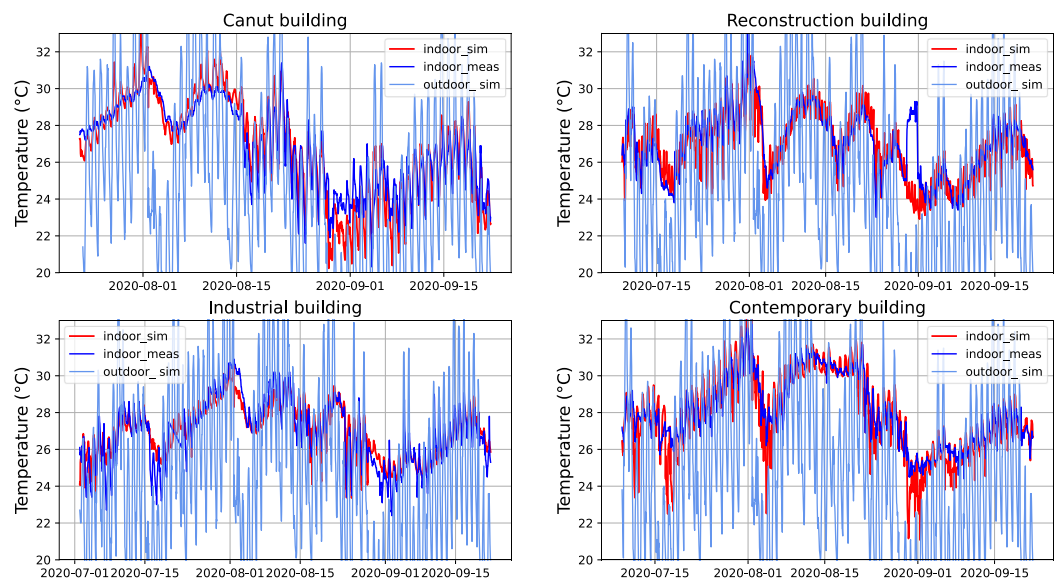 Canut building
Temperature (°C)
32
30
28
26
24
22
20
indoor_sim
indoor_meas
outdoor_ sim
2020-08-01
2020-08-15
2020-09-01
2020-09-15
Reconstruction building
Temperature (°C)
32
30
28
26
24
22
20
indoor_sim
indoor_meas
outdoor_ sim
2020-07-15
2020-08-01
2020-08-15
2020-09-01
2020-09-15
Industrial building
Temperature (°C)
32
30
28
26
24
22
20
indoor_sim
indoor_meas
outdoor_ sim
2020-07-01
2020-07-15
2020-08-01
2020-08-15
2020-09-01
2020-09-15
Contemporary building
Temperature (°C)
32
30
28
26
24
22
20
indoor_sim
indoor_meas
outdoor_ sim
2020-07-15
2020-08-01
2020-08-15
2020-09-01
2020-09-15